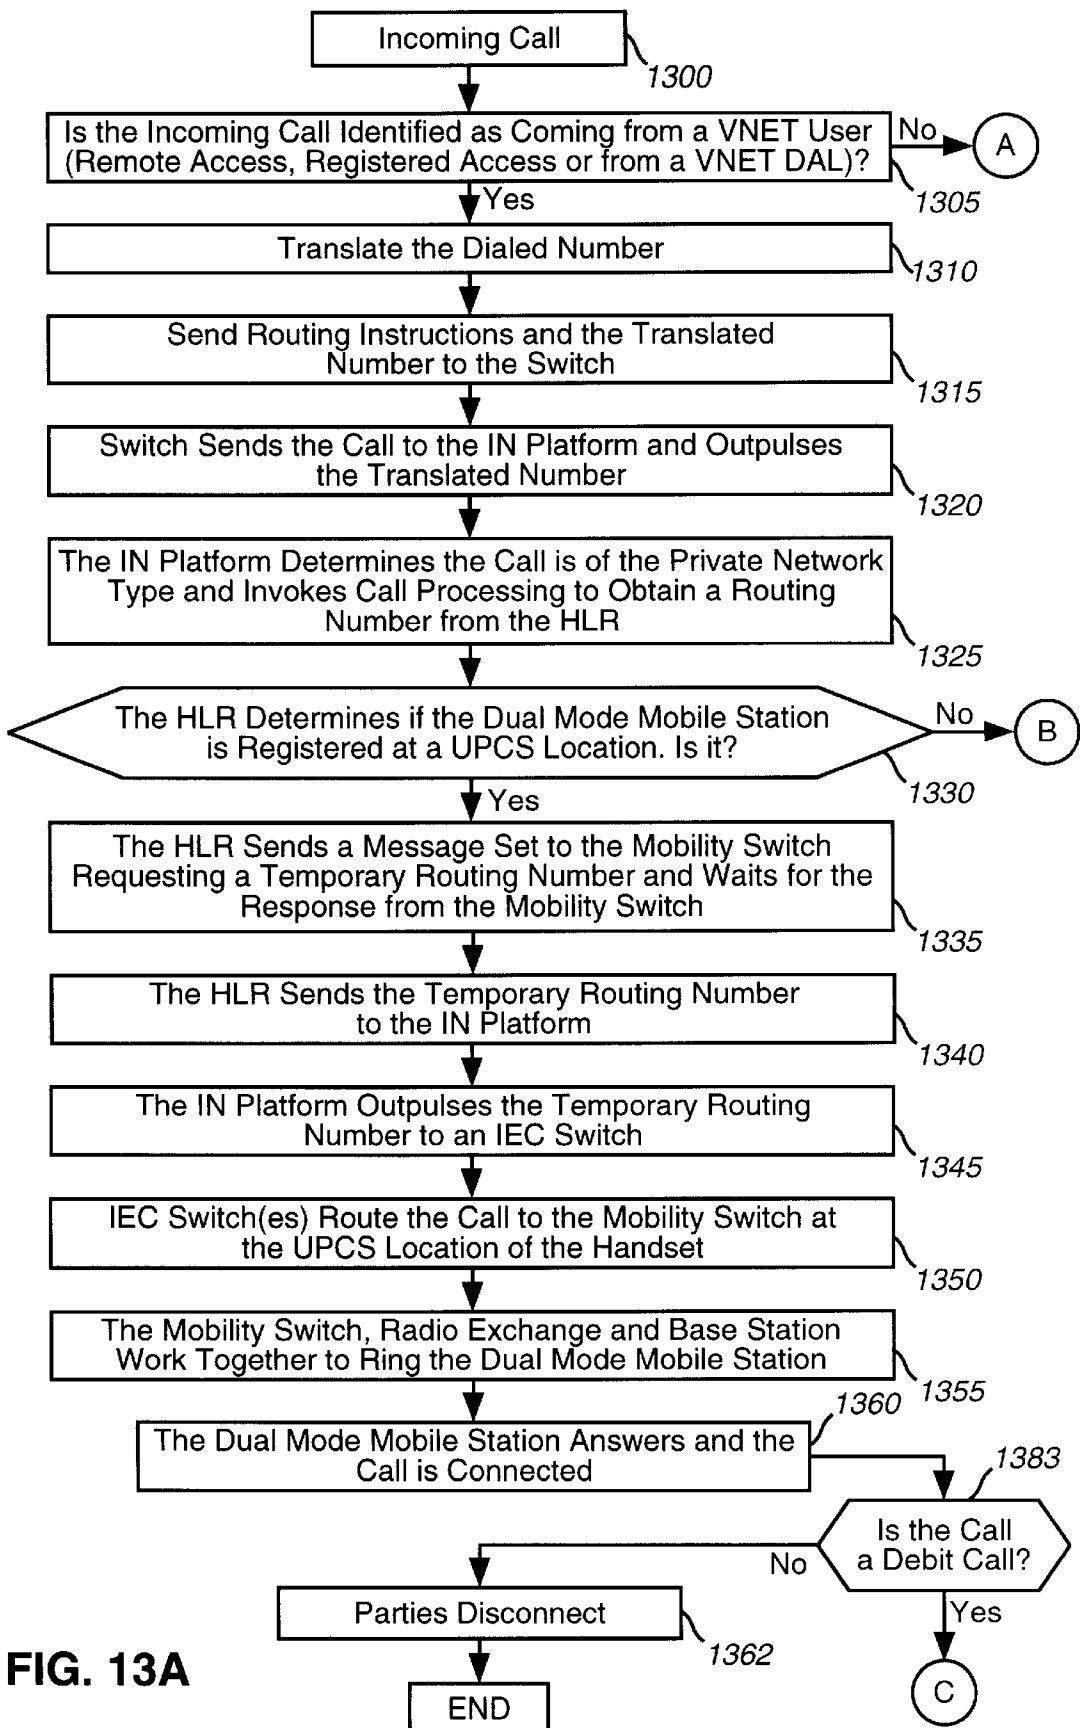 Incoming Call
1300
Is the Incoming Call Identified as Coming from a VNET User
(Remote Access, Registered Access or from a VNET DAL)?
No
A
1305
Yes
Translate the Dialed Number
1310
Send Routing Instructions and the Translated
Number to the Switch
1315
Switch Sends the Call to the IN Platform and Outpulses
the Translated Number
1320
The IN Platform Determines the Call is of the Private Network
Type and Invokes Call Processing to Obtain a Routing
Number from the HLR
1325
The HLR Determines if the Dual Mode Mobile Station
is Registered at a UPCS Location. Is it?
No
B
1330
Yes
The HLR Sends a Message Set to the Mobility Switch
Requesting a Temporary Routing Number and Waits for the
Response from the Mobility Switch
1335
The HLR Sends the Temporary Routing Number
to the IN Platform
1340
The IN Platform Outpulses the Temporary Routing
Number to an IEC Switch
1345
IEC Switch(es) Route the Call to the Mobility Switch at
the UPCS Location of the Handset
1350
The Mobility Switch, Radio Exchange and Base Station
Work Together to Ring the Dual Mode Mobile Station
1355
1360
The Dual Mode Mobile Station Answers and the
Call is Connected
1383
Is the Call
a Debit Call?
No
Yes
Parties Disconnect
1362
C
END
FIG. 13A